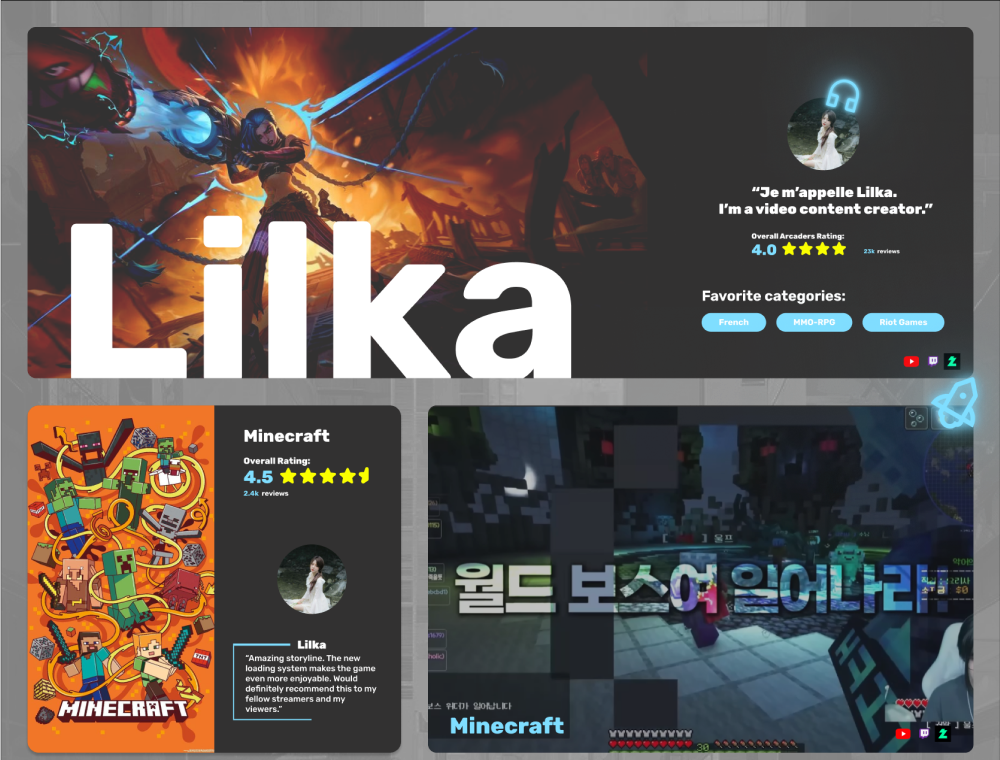 Lilka
“Je m’appelle Lilka.
I’m a video content creator.”
Overall Arcaders Rating:
4.0
23k reviews
Favorite categories:
French
MMO-RPG
Riot Games
Minecraft
Overall Rating:
4.5
2.4k reviews
Lilka
“Amazing storyline. The new
loading system makes the game
even more enjoyable. Would
definitely recommend this to my
fellow streamers and my
viewers.”
TNT
MINECRAFT
월드 보스여 일어나라!!
$0
Minecraft
30